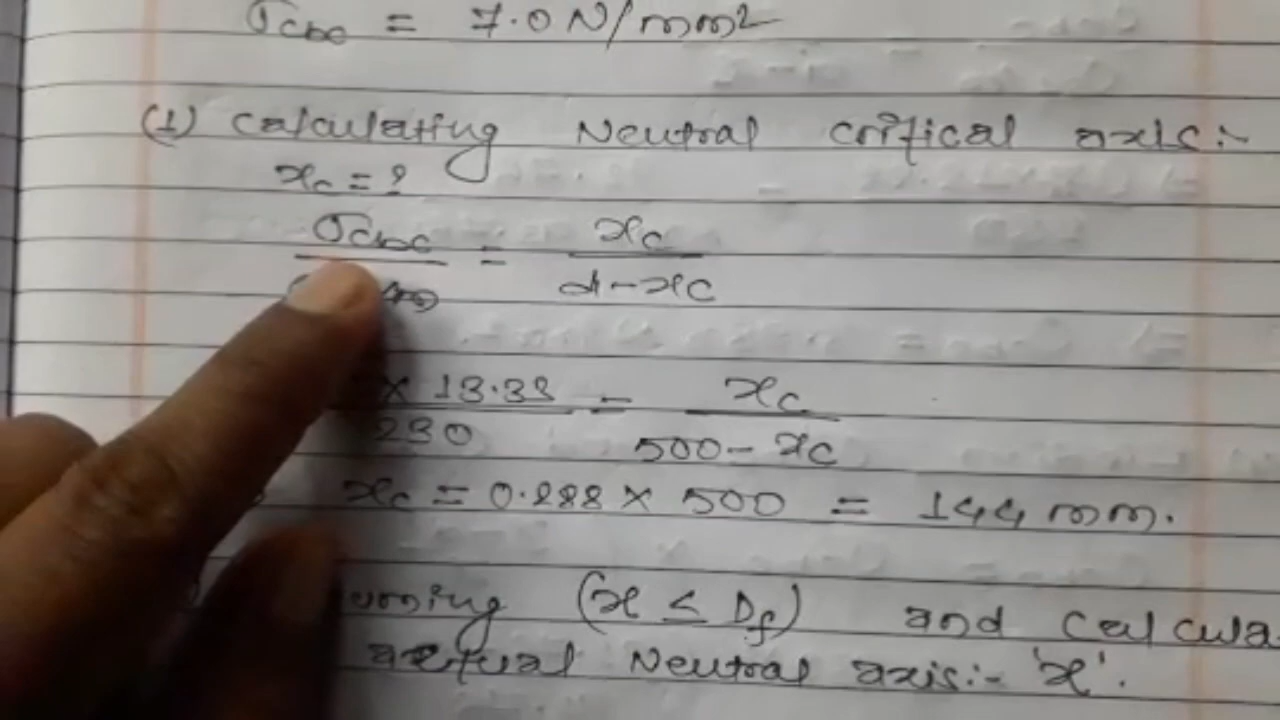 σcbc = 7.0 N/mm2
(1) Calculating Neutral critical axis:-
xc = ?
σcbc = xc
d-xc
x 13.33 = xc
230 500-xc
xc = 0.288 x 500 = 144 mm.
(x ≤ Df) and Calcula
actual Neutral axis:- 'x'.